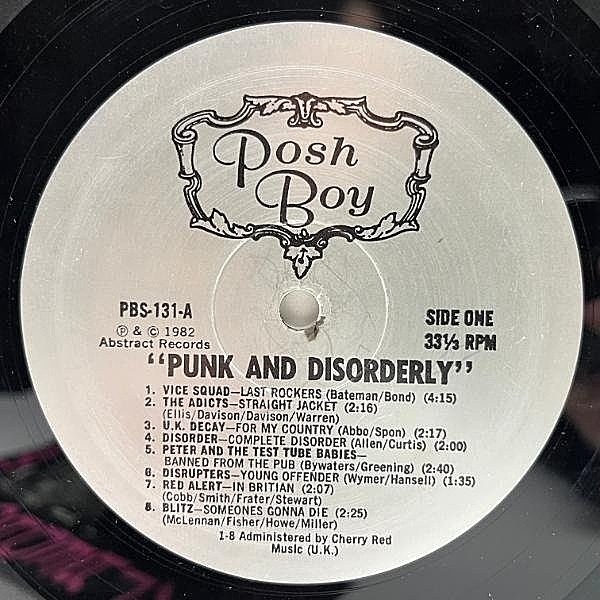 Posh
Boy
PBS-131-A
SIDE ONE
℗ & © 1982
Abstract Records
33⅓ RPM
"PUNK AND DISORDERLY"
1. VICE SQUAD—LAST ROCKERS (Bateman/Bond) (4:15)
2. THE ADICTS—STRAIGHT JACKET (2:16)
(Ellis/Davison/Davison/Warren)
3. U.K. DECAY—FOR MY COUNTRY (Abbo/Spon) (2:17)
4. DISORDER—COMPLETE DISORDER (Allen/Curtis) (2:00)
5. PETER AND THE TEST TUBE BABIES—
BANNED FROM THE PUB (Bywaters/Greening) (2:40)
6. DISRUPTERS—YOUNG OFFENDER (Wymer/Hansell) (1:35)
7. RED ALERT—IN BRITIAN (2:07)
(Cobb/Smith/Frater/Stewart)
8. BLITZ—SOMEONES GONNA DIE (2:25)
(McLennan/Fisher/Howe/Miller)
1-8 Administered by Cherry Red
Music (U.K.)